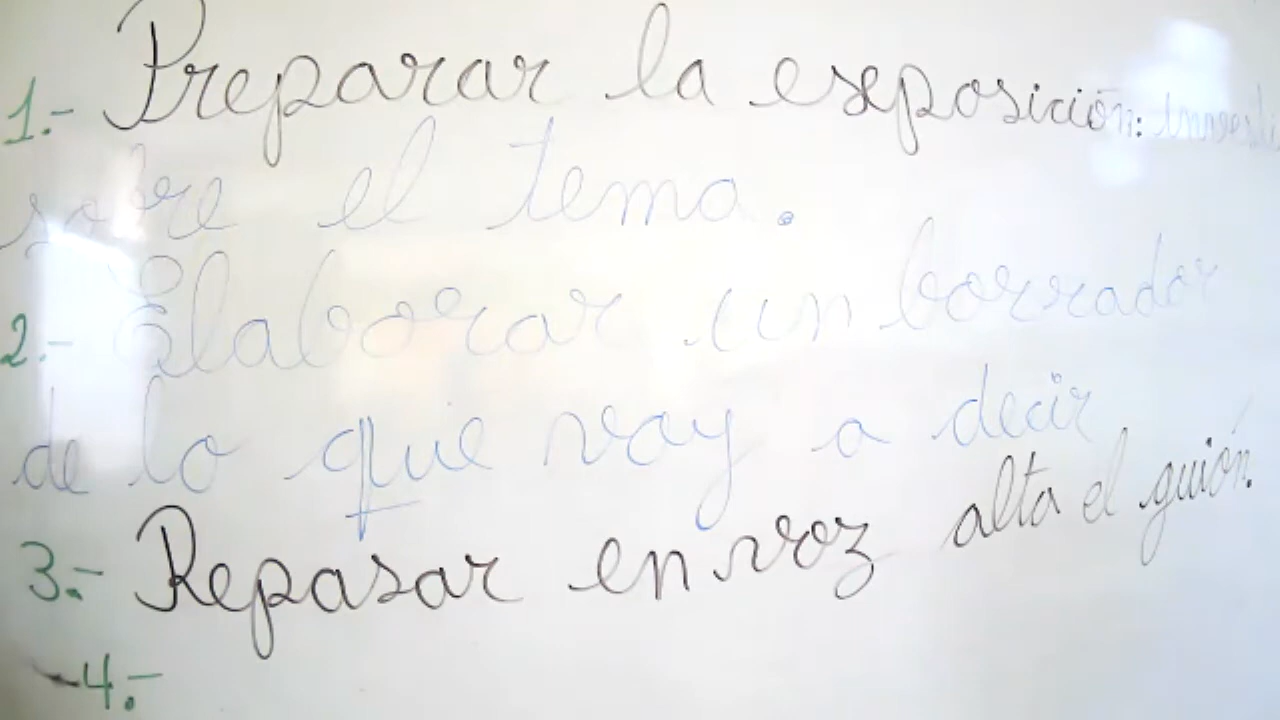 1.- Preparar la exposición:
sobre el tema.
2.- Elaborar un borrador
de lo que voy a decir
3.- Repasar en voz alta el guión.
4.-